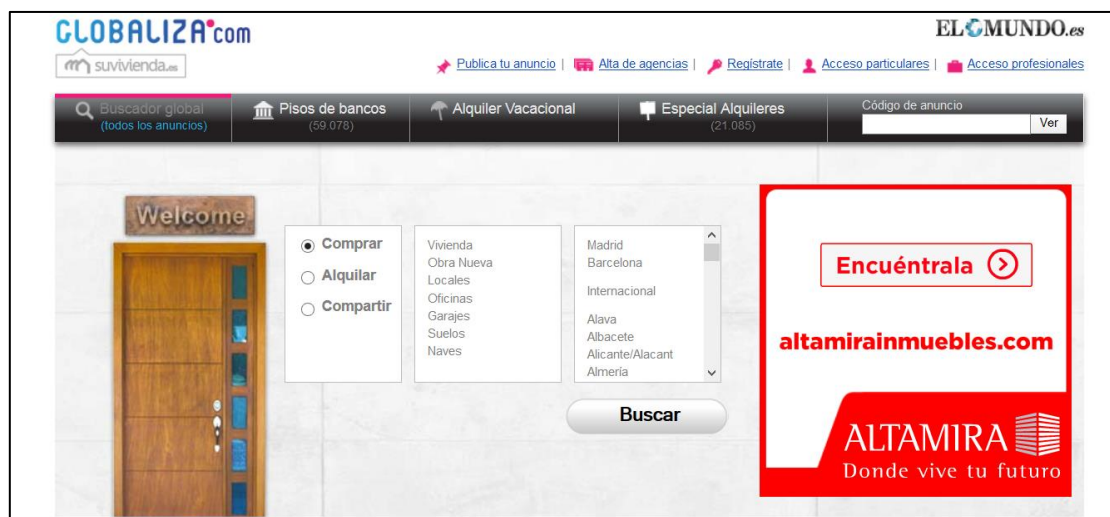 GLOBALIZA.com
EL MUNDO.es
suvivienda.es
Publica tu anuncio | Alta de agencias | Regístrate | Acceso particulares | Acceso profesionales
Buscador global
(todos los anuncios)
Pisos de bancos
(59.078)
Alquiler Vacacional
Especial Alquileres
(21.085)
Código de anuncio
Ver
Welcome
Comprar
Alquilar
Compartir
Vivienda
Obra Nueva
Locales
Oficinas
Garajes
Suelos
Naves
Madrid
Barcelona
Internacional
Alava
Albacete
Alicante/Alacant
Almería
Buscar
Encuéntrala
altamirainmuebles.com
ALTAMIRA
Donde vive tu futuro